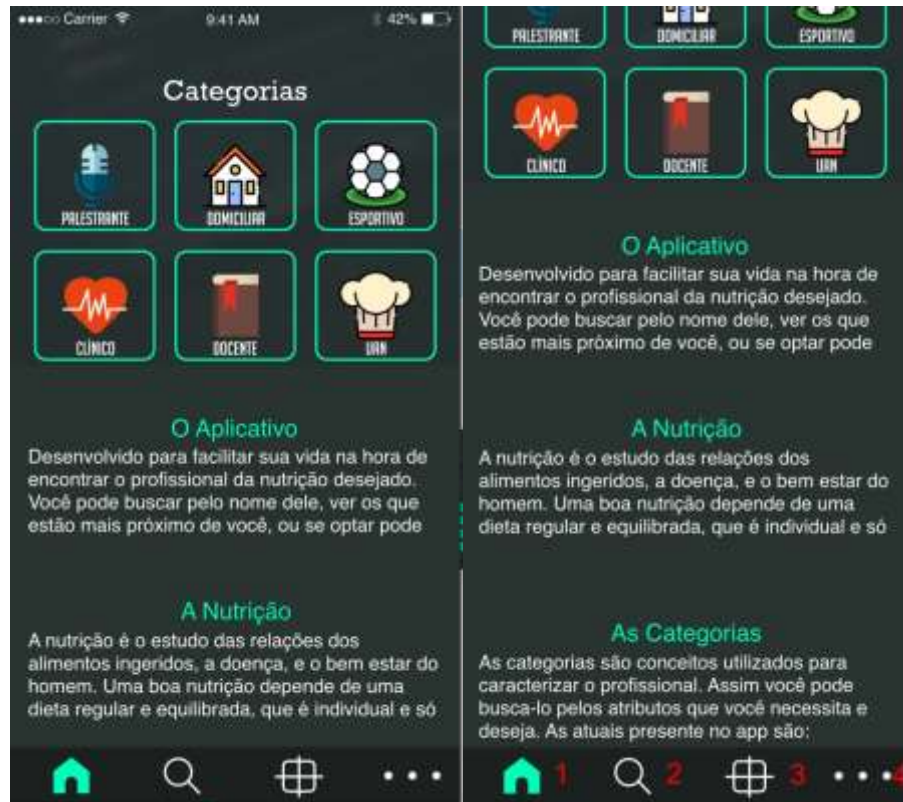 Carrier 9:41 AM 42%
Categorias
PALESTRANTE DOMICILIAR ESPORTIVO
CLÍNICO DOCENTE UAN
O Aplicativo
Desenvolvido para facilitar sua vida na hora de
encontrar o profissional da nutrição desejado.
Você pode buscar pelo nome dele, ver os que
estão mais próximo de você, ou se optar pode
A Nutrição
A nutrição é o estudo das relações dos
alimentos ingeridos, a doença, e o bem estar do
homem. Uma boa nutrição depende de uma
dieta regular e equilibrada, que é individual e só
PALESTRANTE DOMICILIAR ESPORTIVO
CLÍNICO DOCENTE UAN
O Aplicativo
Desenvolvido para facilitar sua vida na hora de
encontrar o profissional da nutrição desejado.
Você pode buscar pelo nome dele, ver os que
estão mais próximo de você, ou se optar pode
A Nutrição
A nutrição é o estudo das relações dos
alimentos ingeridos, a doença, e o bem estar do
homem. Uma boa nutrição depende de uma
dieta regular e equilibrada, que é individual e só
As Categorias
As categorias são conceitos utilizados para
caracterizar o profissional. Assim você pode
busca-lo pelos atributos que você necessita e
deseja. As atuais presente no app são:
1 2 3 4